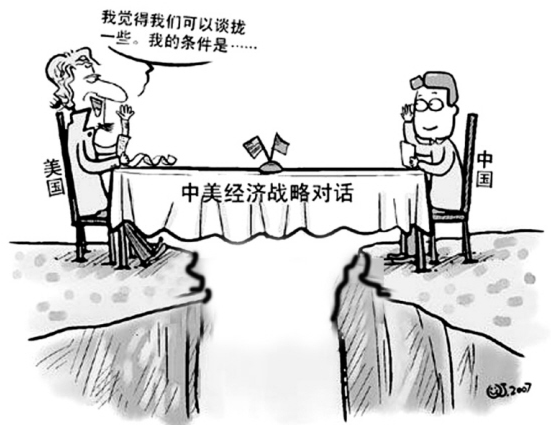 我觉得我们可以谈拢
一些。我的条件是……
美国
中国
中美经济战略对话
2007